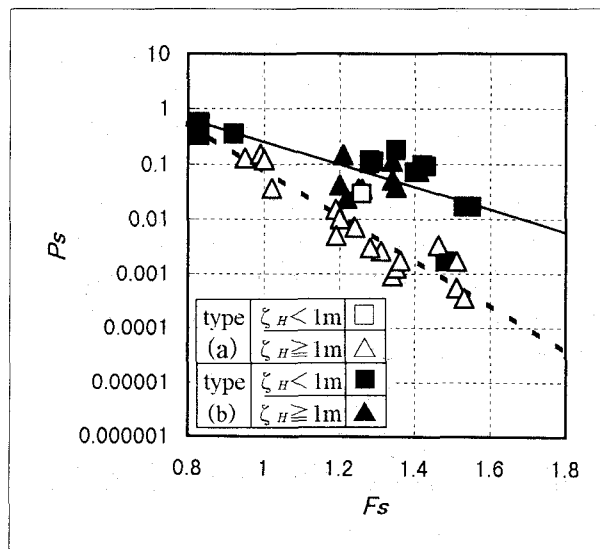 10
1
0.1
0.01
0.001
0.0001
0.00001
0.000001
Ps
type ζH<1m □
(a) ζH≧1m △
type ζH<1m ■
(b) ζH≧1m ▲
0.8 1 1.2 1.4 1.6 1.8
Fs